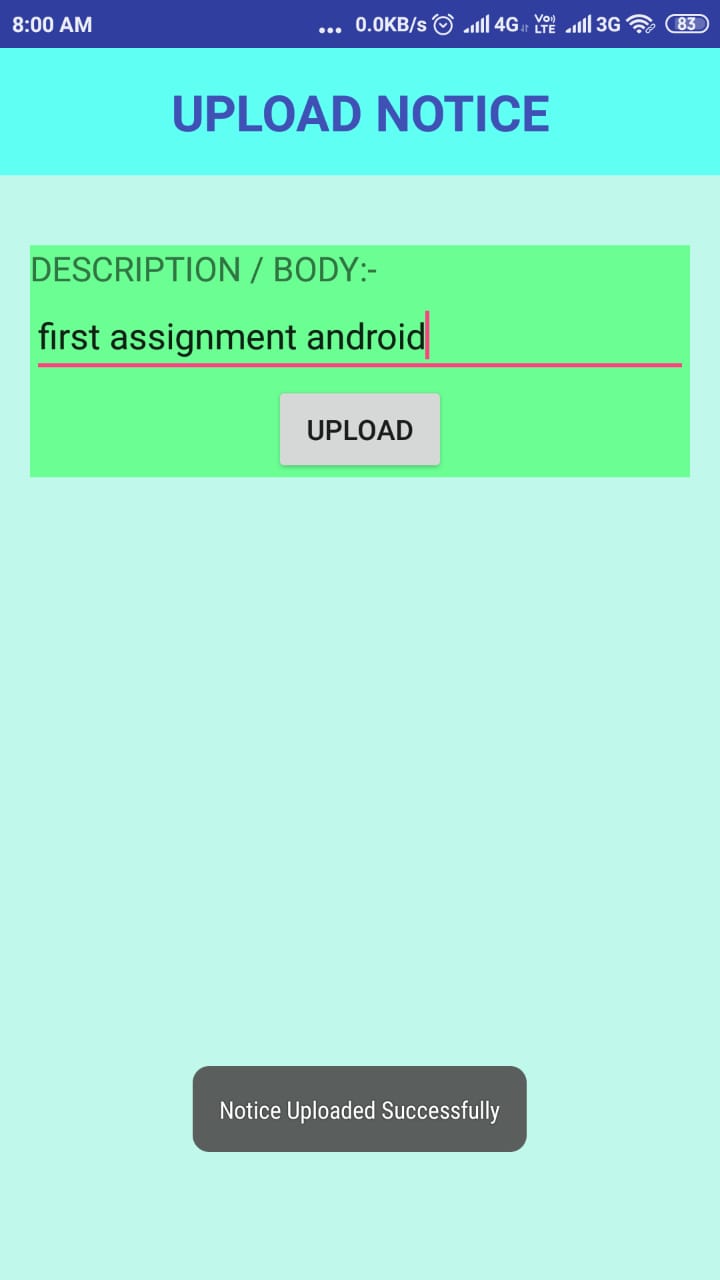 8:00 AM ... 0.0KB/s 4G Vo) LTE 3G 83
UPLOAD NOTICE
DESCRIPTION / BODY:-
first assignment android
UPLOAD
Notice Uploaded Successfully